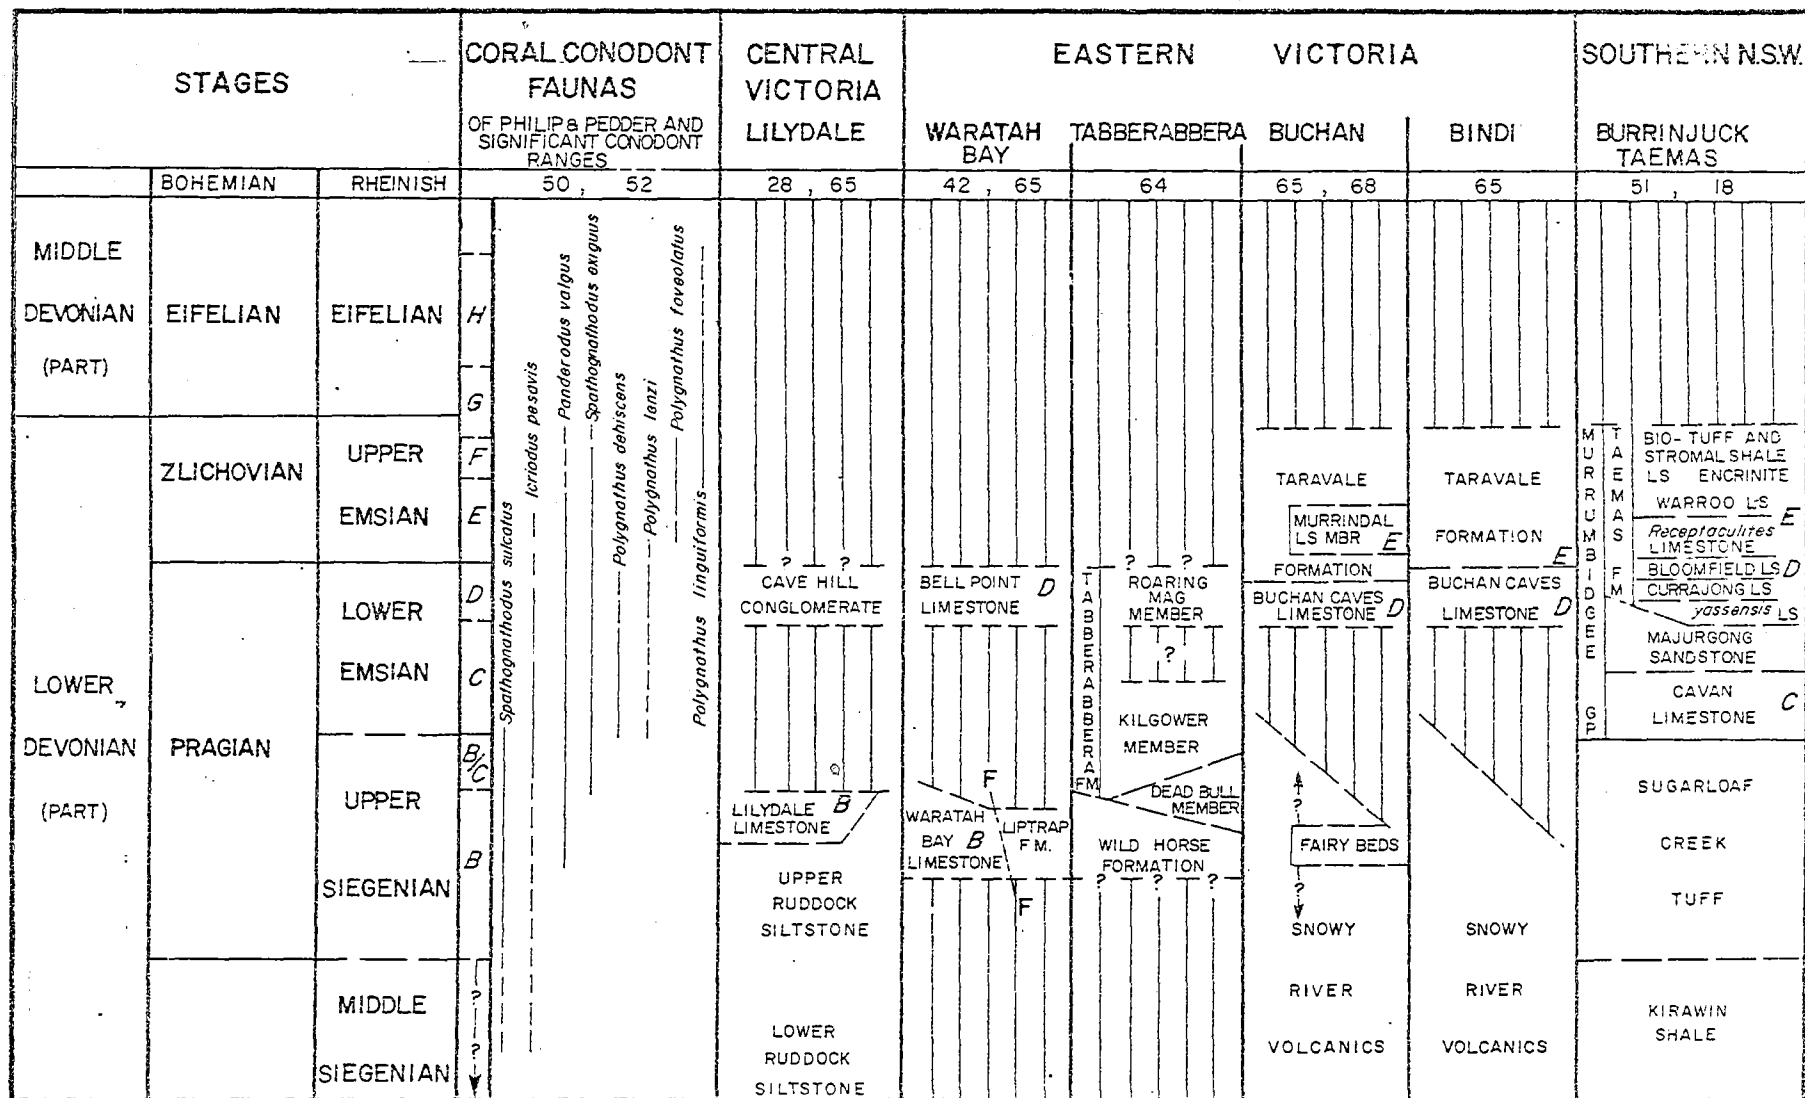 STAGES
CORAL CONODONT
FAUNAS
OF PHILIP & PEDDER AND
SIGNIFICANT CONODONT
RANGES
CENTRAL
VICTORIA
LILYDALE
EASTERN VICTORIA
WARATAH
BAY
TABBERABBERA
BUCHAN
BINDI
SOUTHERN N.S.W.
BURRINJUCK
TAEMAS
BOHEMIAN
RHEINISH
50, 52
28, 65
42, 65
64
65, 68
65
51, 18
MIDDLE
DEVONIAN
(PART)
EIFELIAN
EIFELIAN
H
G
LOWER
DEVONIAN
(PART)
ZLICHOVIAN
UPPER
EMSIAN
F
E
PRAGIAN
LOWER
EMSIAN
D
C
UPPER
SIEGENIAN
B/C
B
MIDDLE
SIEGENIAN
?
?
Spathognathodus sulcatus
Icriodus pesavis
Panderodus valgus
Spathognathodus exiguus
Polygnathus dehiscens
Polygnathus lenzi
Polygnathus foveolatus
Polygnathus linguiformis
? ?
CAVE HILL
CONGLOMERATE
LILYDALE B
LIMESTONE
UPPER
RUDDOCK
SILTSTONE
LOWER
RUDDOCK
SILTSTONE
BELL POINT D
LIMESTONE
F
WARATAH
BAY B
LIMESTONE
LIPTRAP
FM.
F
? ?
TABBERABBERA FM
ROARING
MAG
MEMBER
?
KILGOWER
MEMBER
DEAD BULL
MEMBER
WILD HORSE
FORMATION
? ? ?
TARAVALE
MURRINDAL
LS MBR E
FORMATION
BUCHAN CAVES
LIMESTONE D
?
FAIRY BEDS
?
SNOWY
RIVER
VOLCANICS
TARAVALE
FORMATION
E
BUCHAN CAVES
LIMESTONE D
SNOWY
RIVER
VOLCANICS
MURRUMBIDGEE GP
TAEMAS FM
BIO- TUFF AND
STROMAL SHALE
LS ENCRINITE
WARROO LS
E
Receptaculites
LIMESTONE
BLOOMFIELD LS D
CURRAJONG LS
yassensis LS
MAJURGONG
SANDSTONE
CAVAN
LIMESTONE C
SUGARLOAF
CREEK
TUFF
KIRAWIN
SHALE